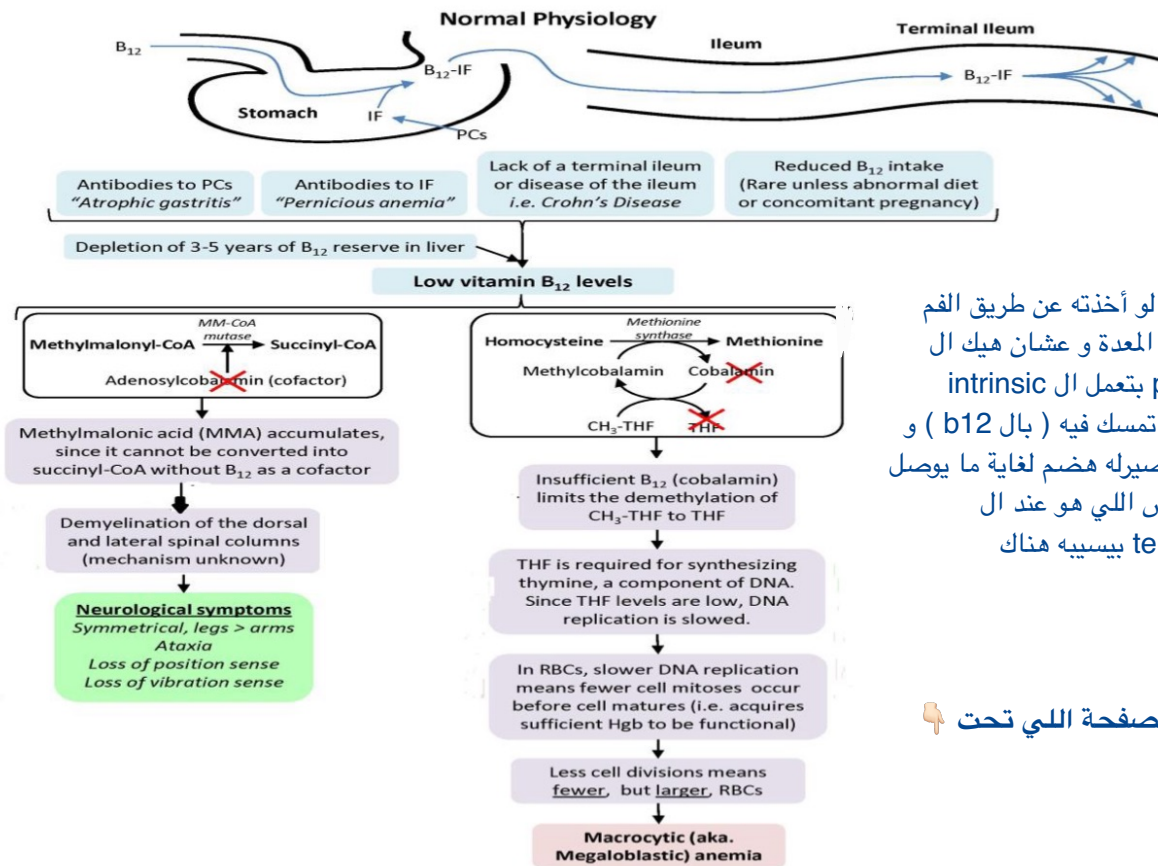 Normal Physiology
B12
Ileum
Terminal Ileum
B12-IF
B12-IF
Stomach
IF
PCs
Antibodies to PCs
“Atrophic gastritis”
Antibodies to IF
“Pernicious anemia”
Lack of a terminal ileum
or disease of the ileum
i.e. Crohn’s Disease
Reduced B12 intake
(Rare unless abnormal diet
or concomitant pregnancy)
Depletion of 3-5 years of B12 reserve in liver
Low vitamin B12 levels
MM-CoA
mutase
Methylmalonyl-CoA Succinyl-CoA
Adenosylcobalamin (cofactor)
Methylmalonic acid (MMA) accumulates,
since it cannot be converted into
succinyl-CoA without B12 as a cofactor
Demyelination of the dorsal
and lateral spinal columns
(mechanism unknown)
Neurological symptoms
Symmetrical, legs > arms
Ataxia
Loss of position sense
Loss of vibration sense
Methionine
synthase
Homocysteine Methionine
Methylcobalamin Cobalamin
CH3-THF THF
Insufficient B12 (cobalamin)
limits the demethylation of
CH3-THF to THF
THF is required for synthesizing
thymine, a component of DNA.
Since THF levels are low, DNA
replication is slowed.
In RBCs, slower DNA replication
means fewer cell mitoses occur
before cell matures (i.e. acquires
sufficient Hgb to be functional)
Less cell divisions means
fewer, but larger, RBCs
Macrocytic (aka.
Megaloblastic) anemia
لو أخذته عن طريق الفم
المعدة و عشان هيك ال
بتعمل ال intrinsic
تمسك فيه ( بال b12 ) و
هضم لغاية ما يوصل
اللي هو عند ال
بيسيبه هناك
اللي تحت 👇🏻